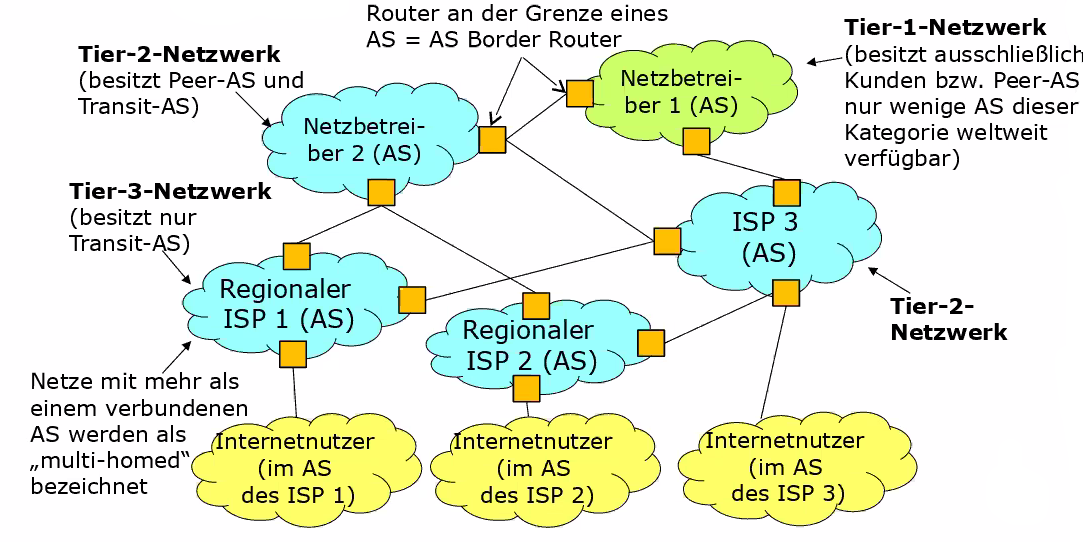 Router an der Grenze eines
AS = AS Border Router
Tier-1-Netzwerk
(besitzt ausschließlich
Kunden bzw. Peer-AS
nur wenige AS dieser
Kategorie weltweit
verfügbar)
Tier-2-Netzwerk
(besitzt Peer-AS und
Transit-AS)
Netzbetrei-
ber 1 (AS)
Netzbetrei-
ber 2 (AS)
Tier-3-Netzwerk
(besitzt nur
Transit-AS)
ISP 3
(AS)
Regionaler
ISP 1 (AS)
Tier-2-
Netzwerk
Regionaler
ISP 2 (AS)
Netze mit mehr als
einem verbundenen
AS werden als
„multi-homed“
bezeichnet
Internetnutzer
(im AS
des ISP 1)
Internetnutzer
(im AS
des ISP 2)
Internetnutzer
(im AS
des ISP 3)